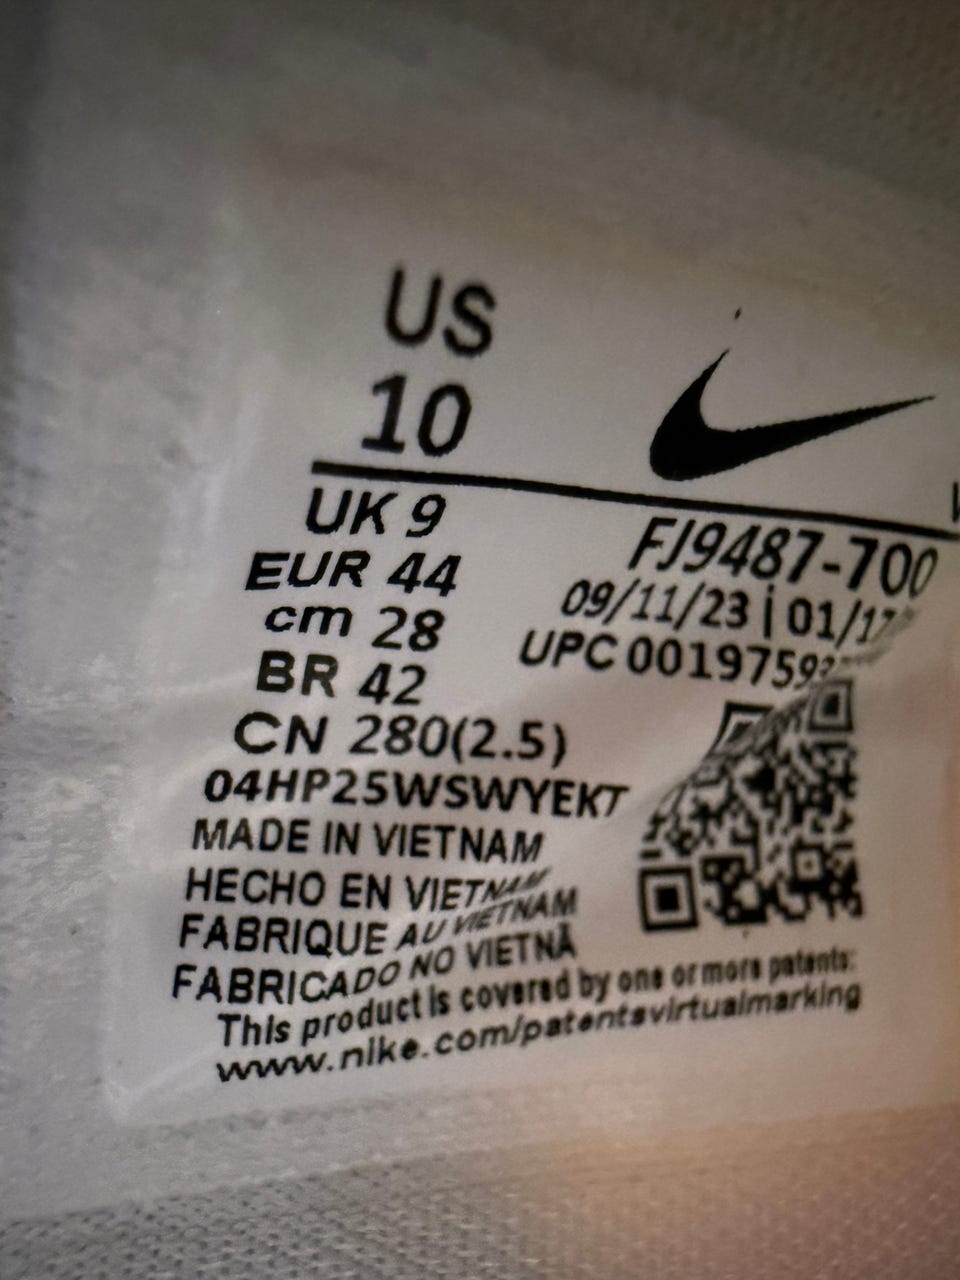 US
10
UK 9
EUR 44
cm 28
BR 42
CN 280(2.5)
04HP25WSWYEKT
MADE IN VIETNAM
HECHO EN VIETNAM
FABRIQUE AU VIETNAM
FABRICADO NO VIETNÃ
This product is covered by one or more patents:
www.nike.com/patentsvirtualmarking
FJ9487-700
09/11/23 |
UPC